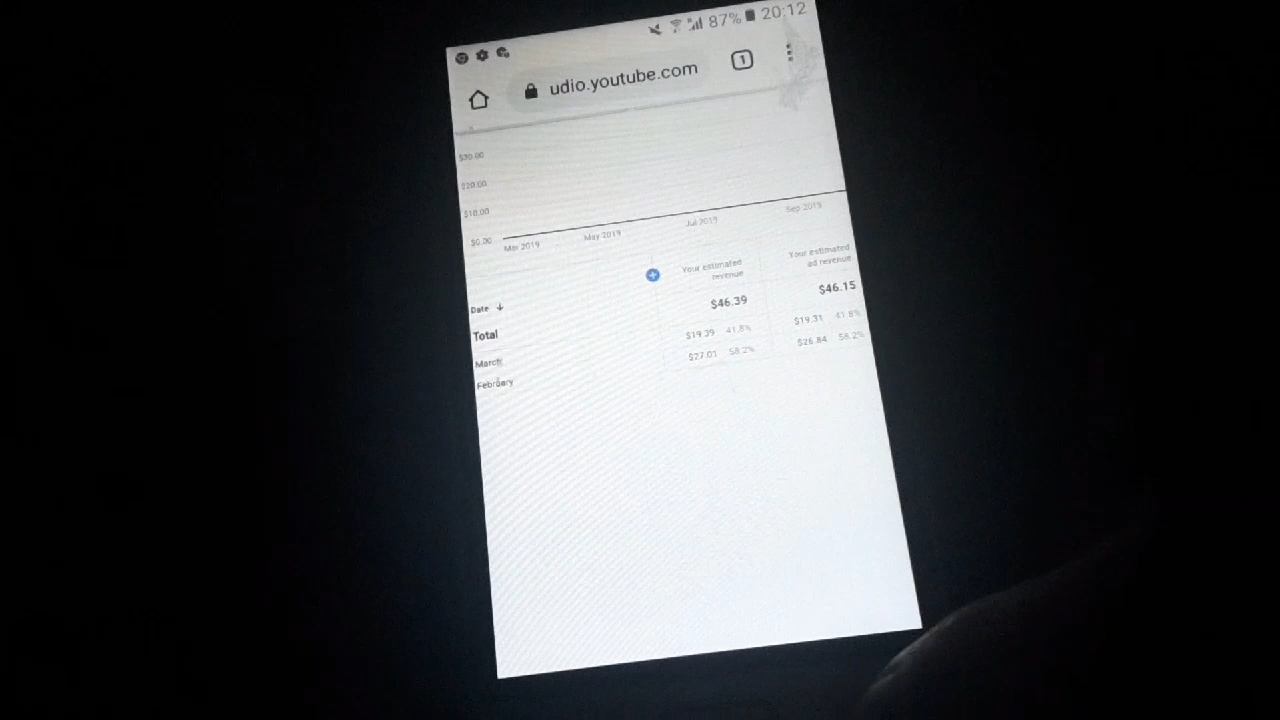 87% 20:12
udio.youtube.com 1
$30.00
$20.00
$10.00
$0.00
Mar 2019 May 2019 Jul 2019 Sep 2019
Date Your estimated revenue Your estimated ad revenue
Total $46.39 $46.15
March $19.39 41.8% $19.31 41.8%
February $27.01 58.2% $26.84 58.2%